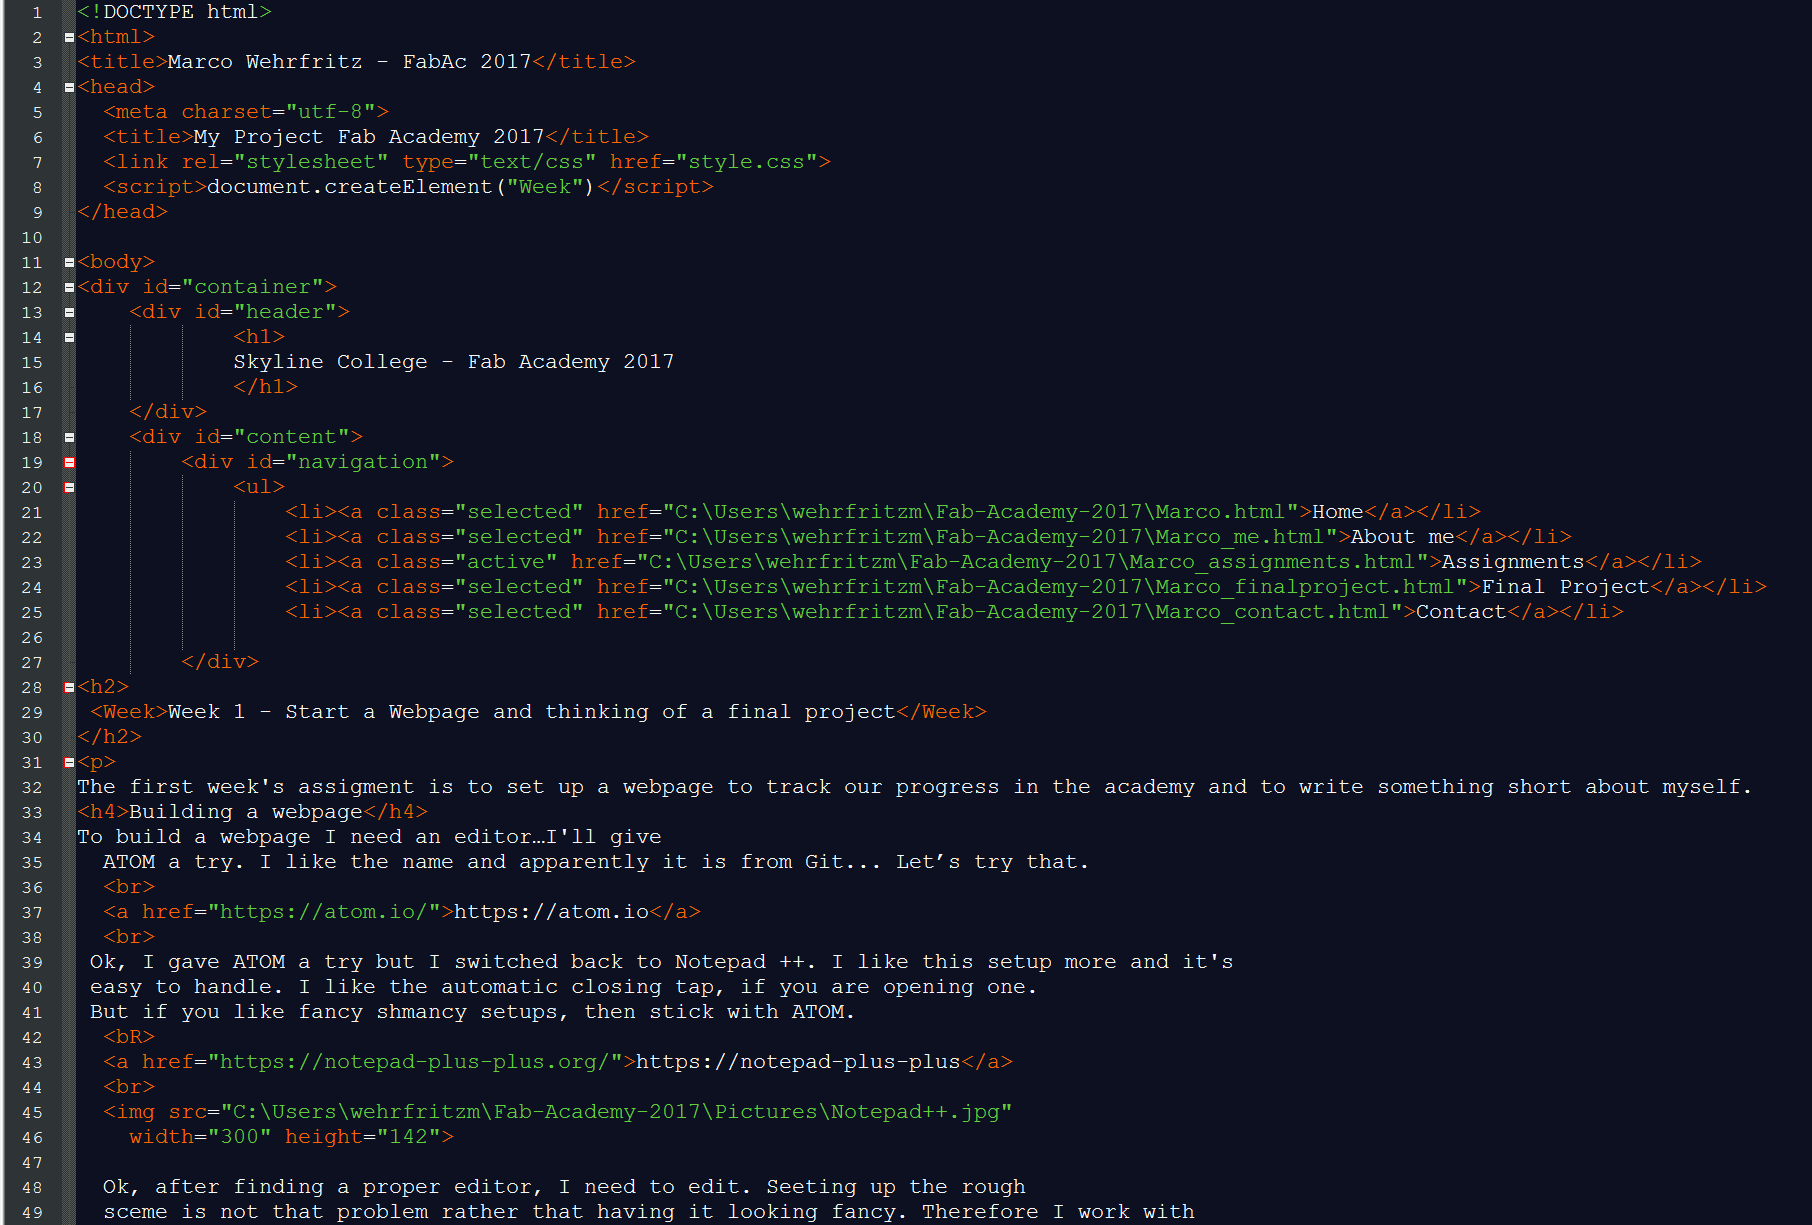 1 <!DOCTYPE html>
2 <html>
3 <title>Marco Wehrfritz - FabAc 2017</title>
4 <head>
5 <meta charset="utf-8">
6 <title>My Project Fab Academy 2017</title>
7 <link rel="stylesheet" type="text/css" href="style.css">
8 <script>document.createElement("Week")</script>
9 </head>
10
11 <body>
12 <div id="container">
13 <div id="header">
14 <h1>
15 Skyline College - Fab Academy 2017
16 </h1>
17 </div>
18 <div id="content">
19 <div id="navigation">
20 <ul>
21 <li><a class="selected" href="C:\Users\wehrfritzm\Fab-Academy-2017\Marco.html">Home</a></li>
22 <li><a class="selected" href="C:\Users\wehrfritzm\Fab-Academy-2017\Marco_me.html">About me</a></li>
23 <li><a class="active" href="C:\Users\wehrfritzm\Fab-Academy-2017\Marco_assignments.html">Assignments</a></li>
24 <li><a class="selected" href="C:\Users\wehrfritzm\Fab-Academy-2017\Marco_finalproject.html">Final Project</a></li>
25 <li><a class="selected" href="C:\Users\wehrfritzm\Fab-Academy-2017\Marco_contact.html">Contact</a></li>
26
27 </div>
28 <h2>
29 <Week>Week 1 - Start a Webpage and thinking of a final project</Week>
30 </h2>
31 <p>
32 The first week's assigment is to set up a webpage to track our progress in the academy and to write something short about myself.
33 <h4>Building a webpage</h4>
34 To build a webpage I need an editor…I'll give
35 ATOM a try. I like the name and apparently it is from Git... Let’s try that.
36 <br>
37 <a href="https://atom.io/">https://atom.io</a>
38 <br>
39 Ok, I gave ATOM a try but I switched back to Notepad ++. I like this setup more and it's
40 easy to handle. I like the automatic closing tap, if you are opening one.
41 But if you like fancy shmancy setups, then stick with ATOM.
42 <bR>
43 <a href="https://notepad-plus-plus.org/">https://notepad-plus-plus</a>
44 <br>
45 <img src="C:\Users\wehrfritzm\Fab-Academy-2017\Pictures\Notepad++.jpg"
46 width="300" height="142">
47
48 Ok, after finding a proper editor, I need to edit. Seeting up the rough
49 sceme is not that problem rather that having it looking fancy. Therefore I work with